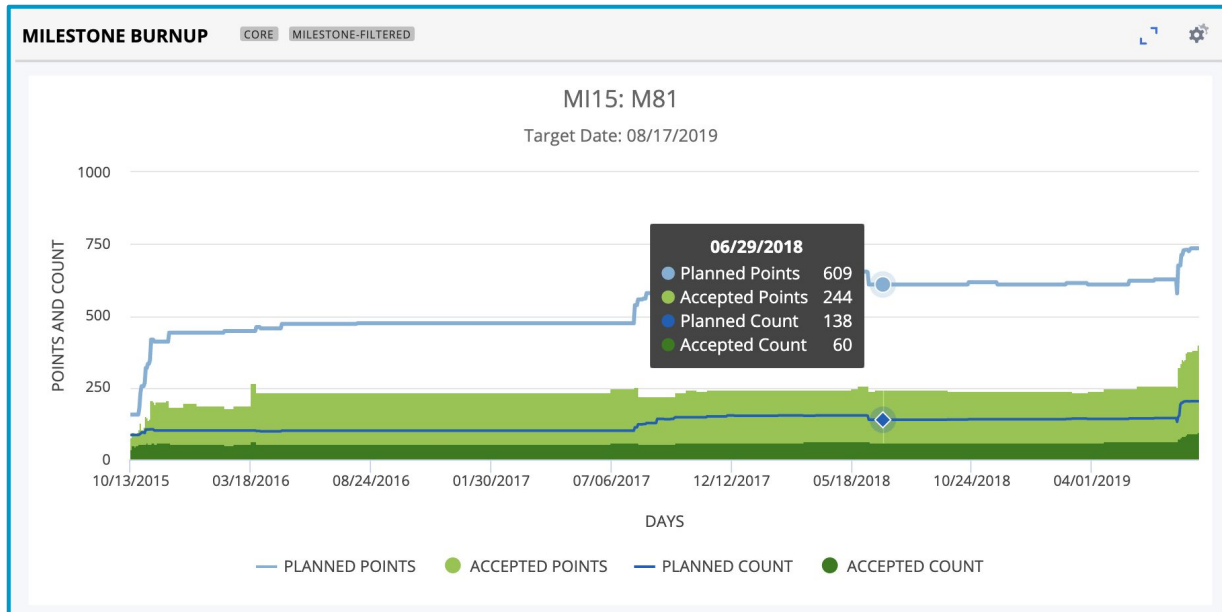 MILESTONE BURNUP CORE MILESTONE-FILTERED
MI15: M81
Target Date: 08/17/2019
POINTS AND COUNT
1000
750
500
250
0
06/29/2018
Planned Points 609
Accepted Points 244
Planned Count 138
Accepted Count 60
10/13/2015 03/18/2016 08/24/2016 01/30/2017 07/06/2017 12/12/2017 05/18/2018 10/24/2018 04/01/2019
DAYS
PLANNED POINTS ACCEPTED POINTS PLANNED COUNT ACCEPTED COUNT